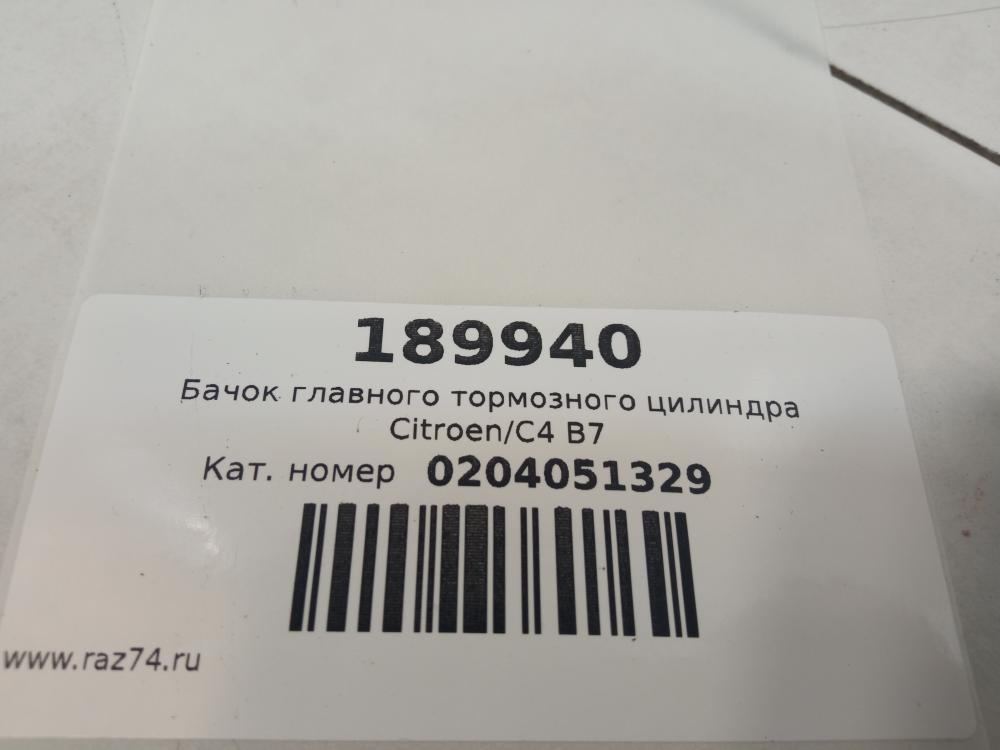 189940
Бачок главного тормозного цилиндра
Citroen/C4 B7
Кат. номер 0204051329
www.raz74.ru